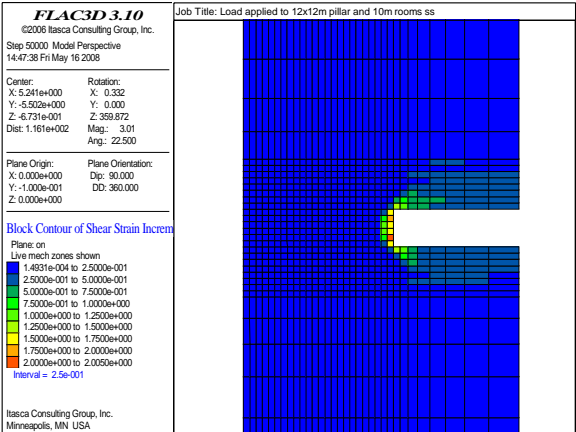 FLAC3D 3.10
©2006 Itasca Consulting Group, Inc.
Step 50000 Model Perspective
14:47:38 Fri May 16 2008
Center:
X: 5.241e+000
Y: -5.502e+000
Z: -6.731e-001
Dist: 1.161e+002
Rotation:
X: 0.332
Y: 0.000
Z: 359.872
Mag.: 3.01
Ang.: 22.500
Plane Origin:
X: 0.000e+000
Y: -1.000e-001
Z: 0.000e+000
Plane Orientation:
Dip: 90.000
DD: 360.000
Block Contour of Shear Strain Increm
Plane: on
Live mech zones shown
1.4931e-004 to 2.5000e-001
2.5000e-001 to 5.0000e-001
5.0000e-001 to 7.5000e-001
7.5000e-001 to 1.0000e+000
1.0000e+000 to 1.2500e+000
1.2500e+000 to 1.5000e+000
1.5000e+000 to 1.7500e+000
1.7500e+000 to 2.0000e+000
2.0000e+000 to 2.0050e+000
Interval = 2.5e-001
Itasca Consulting Group, Inc.
Minneapolis, MN USA
Job Title: Load applied to 12x12m pillar and 10m rooms ss